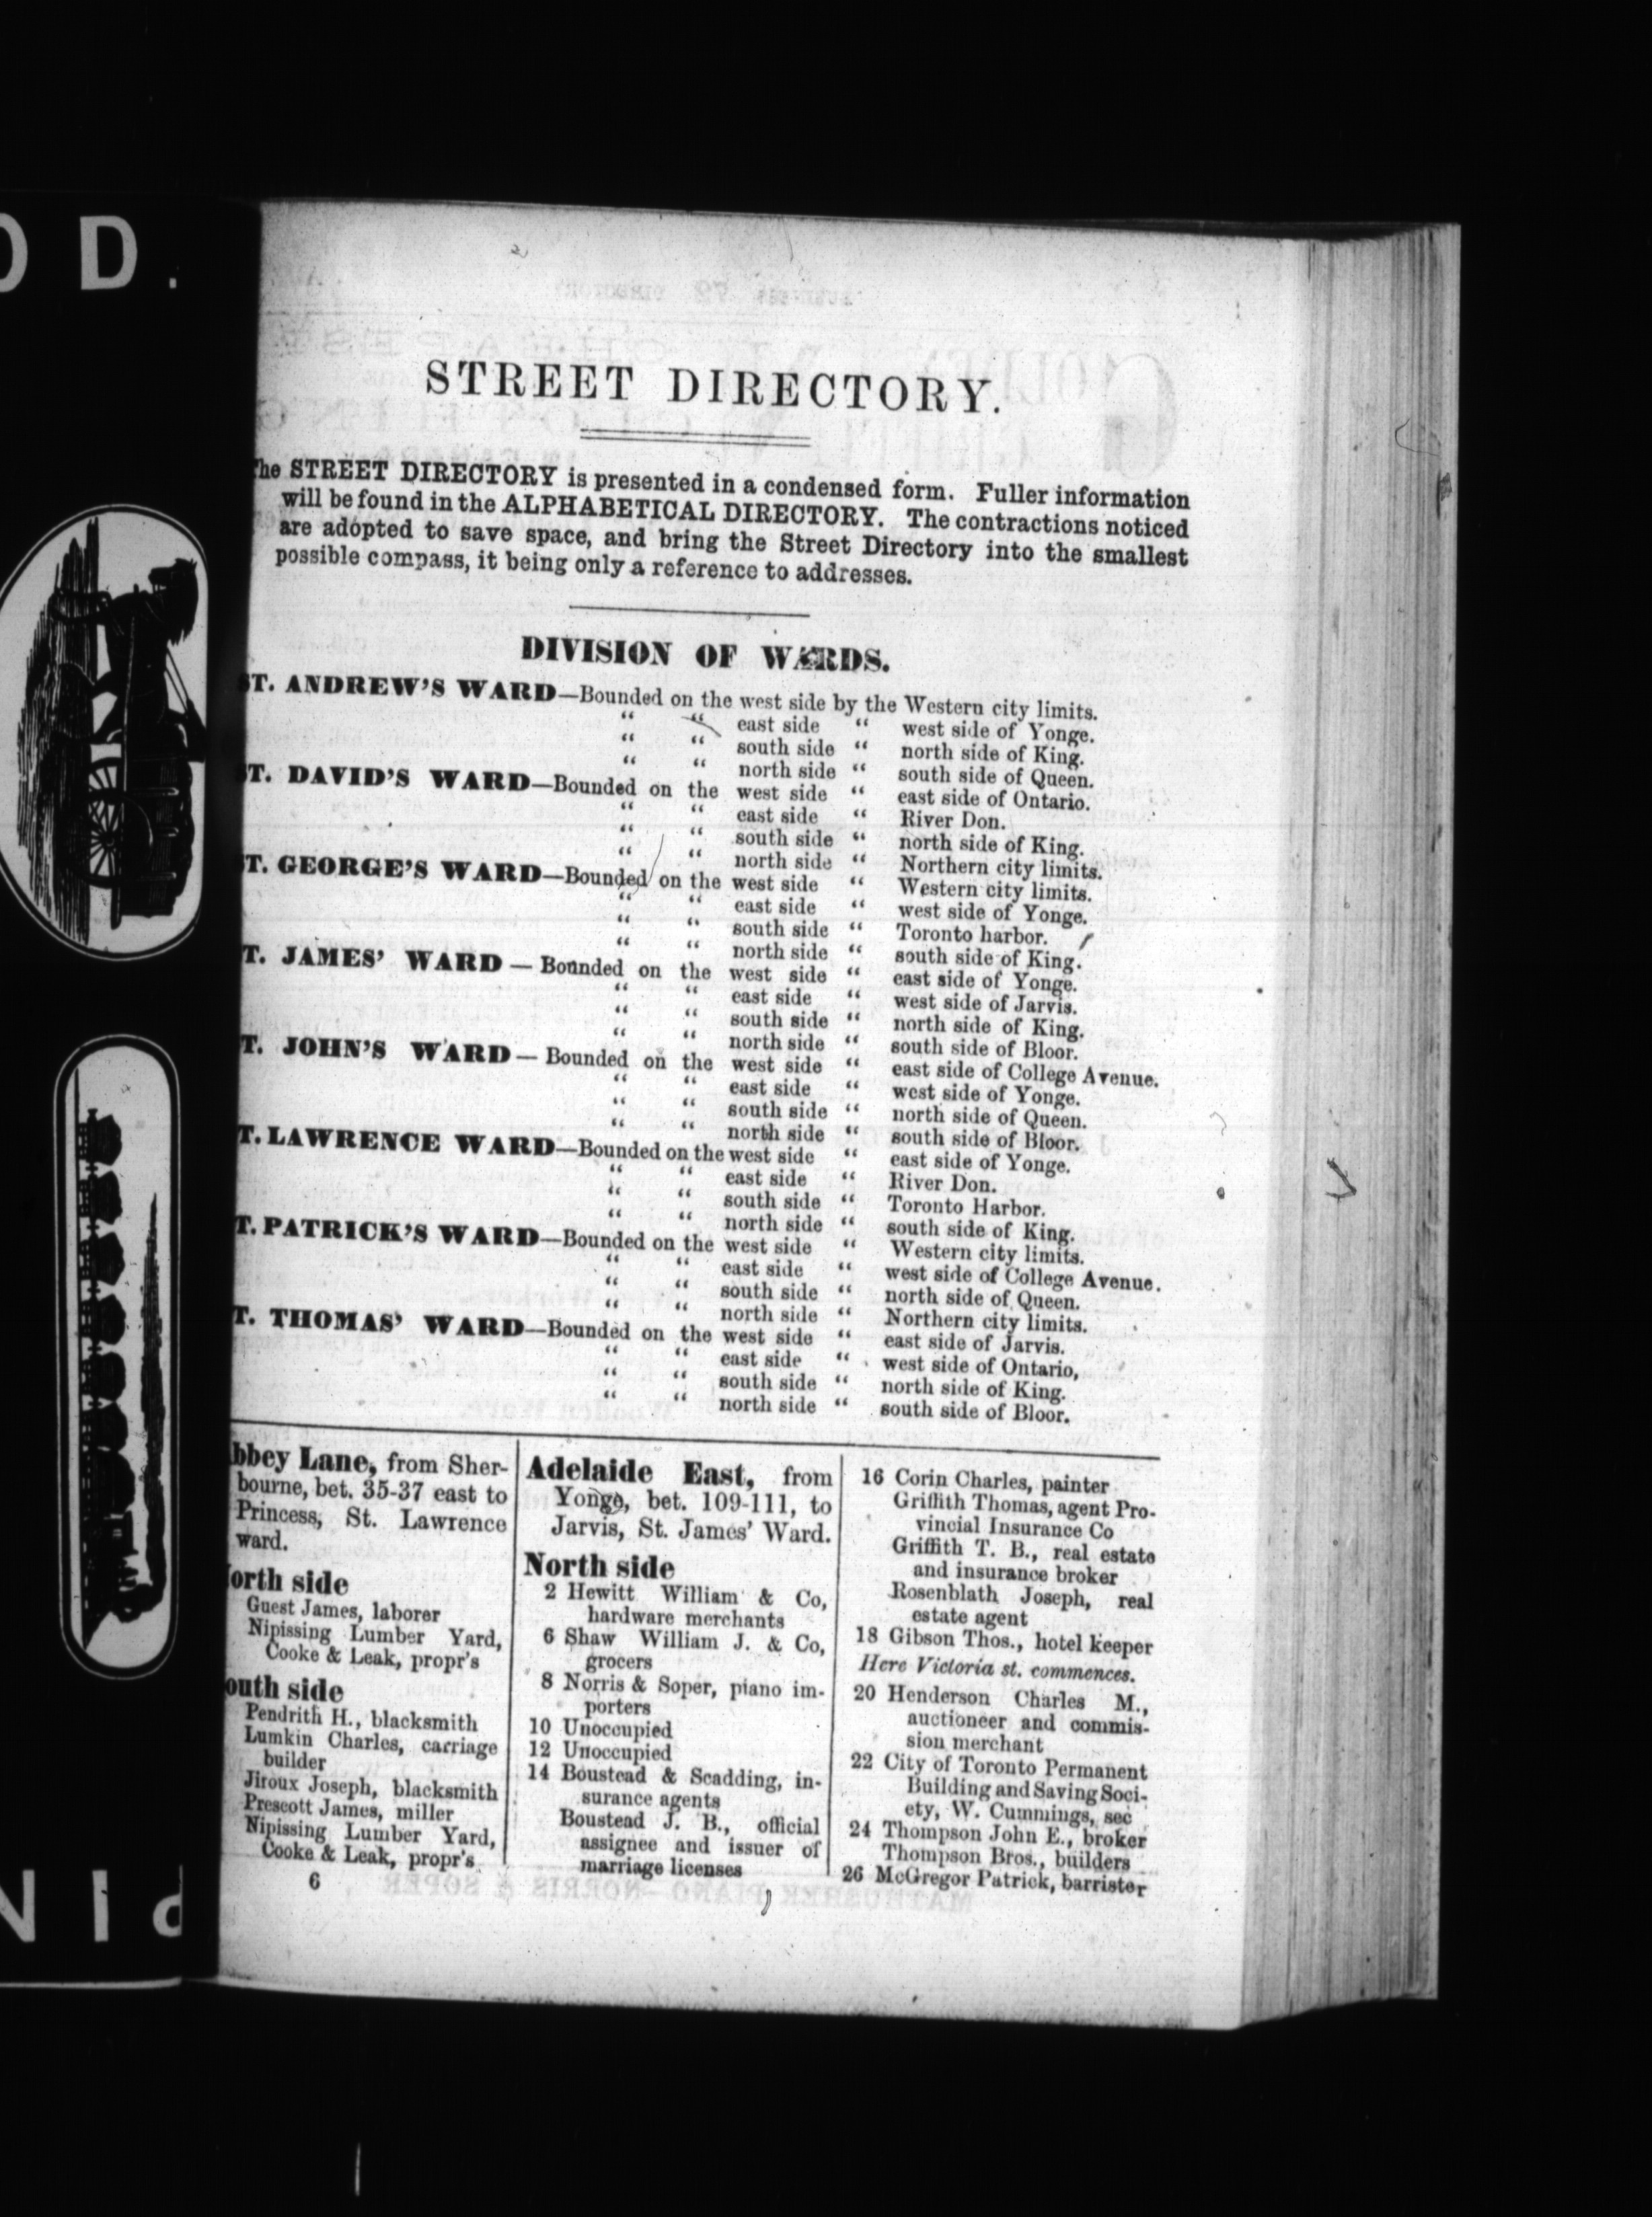 O D.
STREET DIRECTORY.
The STREET DIRECTORY is presented in a condensed form. Fuller information
will be found in the ALPHABETICAL DIRECTORY. The contractions noticed
are adopted to save space, and bring the Street Directory into the smallest
possible compass, it being only a reference to addresses.
DIVISION OF WARDS.
ST. ANDREW'S WARD—Bounded on the west side by the Western city limits.
“ “ east side “ west side of Yonge.
“ “ south side “ north side of King.
“ “ north side “ south side of Queen.
ST. DAVID'S WARD—Bounded on the west side “ east side of Ontario.
“ “ east side “ River Don.
“ “ south side “ north side of King.
“ “ north side “ Northern city limits.
ST. GEORGE'S WARD—Bounded on the west side “ Western city limits.
“ “ east side “ west side of Yonge.
“ “ south side “ Toronto harbor.
“ “ north side “ south side of King.
T. JAMES' WARD — Bounded on the west side “ east side of Yonge.
“ “ east side “ west side of Jarvis.
“ “ south side “ north side of King.
“ “ north side “ south side of Bloor.
T. JOHN'S WARD — Bounded on the west side “ east side of College Avenue.
“ “ east side “ west side of Yonge.
“ “ south side “ north side of Queen.
“ “ north side “ south side of Bloor.
T. LAWRENCE WARD—Bounded on the west side “ east side of Yonge.
“ “ east side “ River Don.
“ “ south side “ Toronto Harbor.
“ “ north side “ south side of King.
T. PATRICK'S WARD—Bounded on the west side “ Western city limits.
“ “ east side “ west side of College Avenue.
“ “ south side “ north side of Queen.
“ “ north side “ Northern city limits.
T. THOMAS' WARD—Bounded on the west side “ east side of Jarvis.
“ “ east side “ west side of Ontario,
“ “ south side “ north side of King.
“ “ north side “ south side of Bloor.
bbey Lane, from Sher-
bourne, bet. 35-37 east to
Princess, St. Lawrence
ward.
orth side
Guest James, laborer
Nipissing Lumber Yard,
Cooke & Leak, propr's
outh side
Pendrith H., blacksmith
Lumkin Charles, carriage
builder
Jiroux Joseph, blacksmith
Prescott James, miller
Nipissing Lumber Yard,
Cooke & Leak, propr's
6
Adelaide East, from
Yonge, bet. 109-111, to
Jarvis, St. James' Ward.
North side
2 Hewitt William & Co,
hardware merchants
6 Shaw William J. & Co,
grocers
8 Norris & Soper, piano im-
porters
10 Unoccupied
12 Unoccupied
14 Boustead & Scadding, in-
surance agents
Boustead J. B., official
assignee and issuer of
marriage licenses
16 Corin Charles, painter
Griffith Thomas, agent Pro-
vincial Insurance Co
Griffith T. B., real estate
and insurance broker
Rosenblath Joseph, real
estate agent
18 Gibson Thos., hotel keeper
Here Victoria st. commences.
20 Henderson Charles M.,
auctioneer and commis-
sion merchant
22 City of Toronto Permanent
Building and Saving Soci-
ety, W. Cummings, sec
24 Thompson John E., broker
Thompson Bros., builders
26 McGregor Patrick, barrister